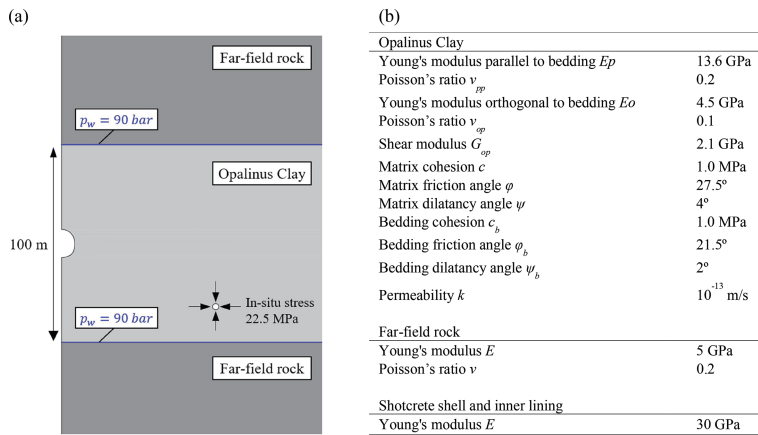 (a)
Far-field rock
p_w = 90 bar
Opalinus Clay
100 m
In-situ stress
22.5 MPa
p_w = 90 bar
Far-field rock
(b)
Opalinus Clay
Young's modulus parallel to bedding Ep 13.6 GPa
Poisson's ratio ν_pp 0.2
Young's modulus orthogonal to bedding Eo 4.5 GPa
Poisson's ratio ν_op 0.1
Shear modulus G_op 2.1 GPa
Matrix cohesion c 1.0 MPa
Matrix friction angle φ 27.5º
Matrix dilatancy angle ψ 4º
Bedding cohesion c_b 1.0 MPa
Bedding friction angle φ_b 21.5º
Bedding dilatancy angle ψ_b 2º
Permeability k 10^-13 m/s
Far-field rock
Young's modulus E 5 GPa
Poisson's ratio ν 0.2
Shotcrete shell and inner lining
Young's modulus E 30 GPa